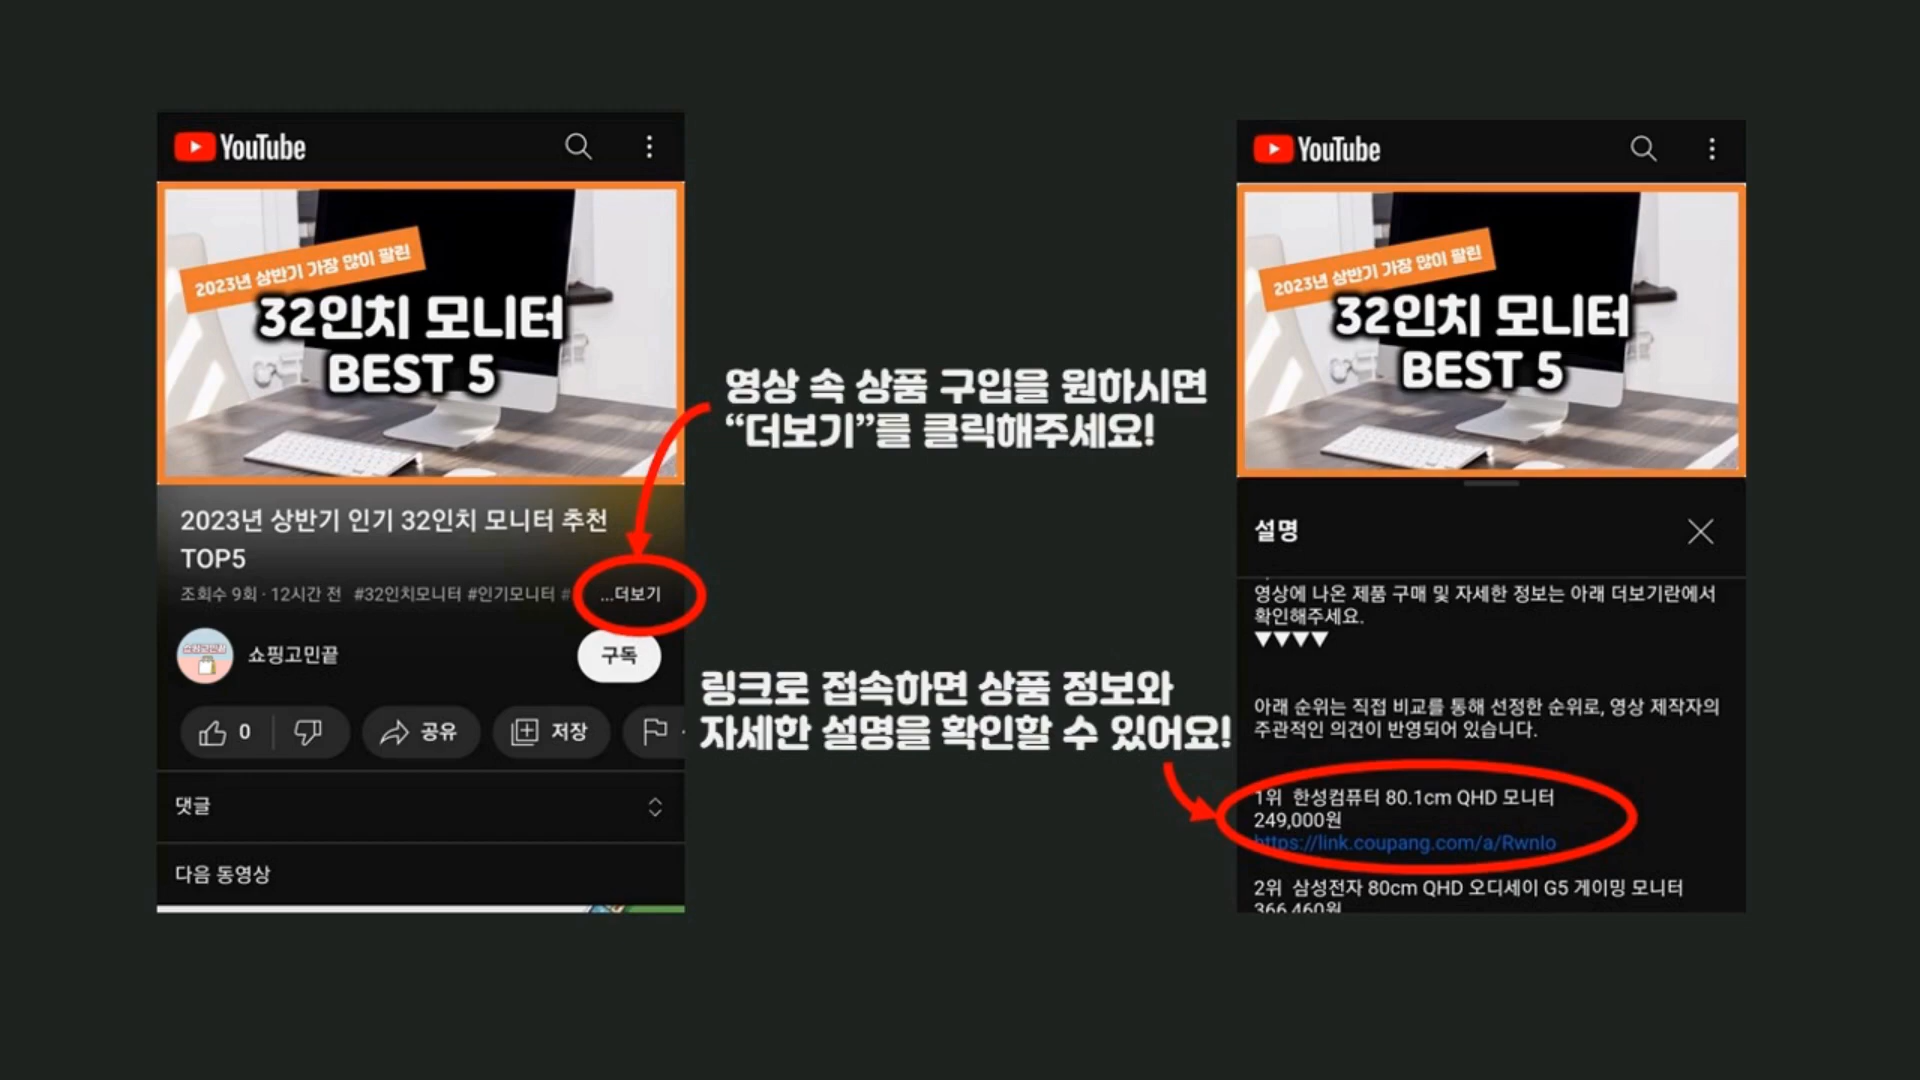 YouTube
2023년 상반기 가장 많이 팔린
32인치 모니터
BEST 5
2023년 상반기 인기 32인치 모니터 추천
TOP5
조회수 9회 · 12시간 전 #32인치모니터 #인기모니터 # ...더보기
쇼핑고민끝
쇼핑고민끝
구독
0
공유
저장
댓글
다음 동영상
영상 속 상품 구입을 원하시면
“더보기”를 클릭해주세요!
링크로 접속하면 상품 정보와
자세한 설명을 확인할 수 있어요!
YouTube
2023년 상반기 가장 많이 팔린
32인치 모니터
BEST 5
설명
영상에 나온 제품 구매 및 자세한 정보는 아래 더보기란에서
확인해주세요.
▼▼▼▼
아래 순위는 직접 비교를 통해 선정한 순위로, 영상 제작자의
주관적인 의견이 반영되어 있습니다.
1위 한성컴퓨터 80.1cm QHD 모니터
249,000원
https://link.coupang.com/a/RwnIo
2위 삼성전자 80cm QHD 오디세이 G5 게이밍 모니터
366,460원